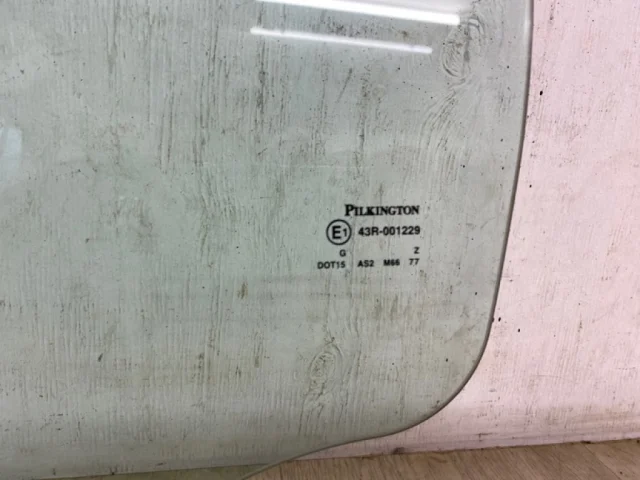 PILKINGTON
E1 43R-001229
G Z
DOT15 AS2 M66 77